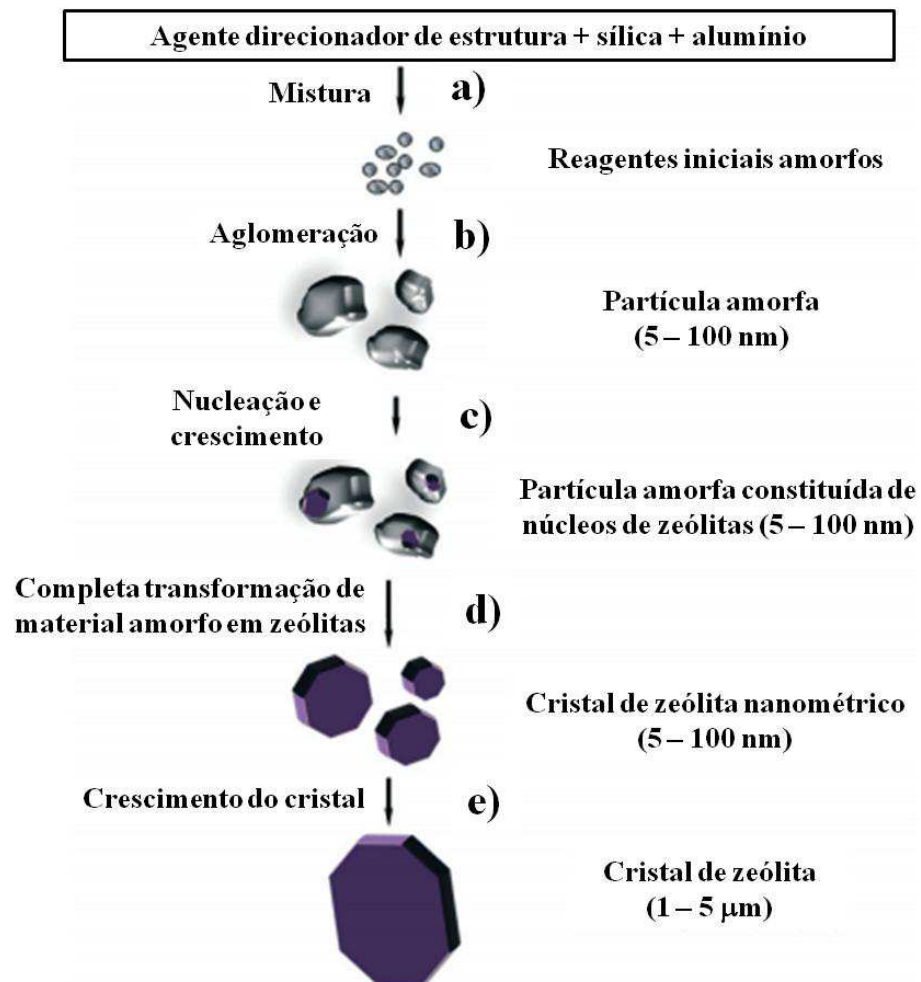 Agente direcionador de estrutura + sílica + alumínio
Mistura
a)
Reagentes iniciais amorfos
Aglomeração
b)
Partícula amorfa
(5 – 100 nm)
Nucleação e
crescimento
c)
Partícula amorfa constituída de
núcleos de zeólitas (5 – 100 nm)
Completa transformação de
material amorfo em zeólitas
d)
Cristal de zeólita nanométrico
(5 – 100 nm)
Crescimento do cristal
e)
Cristal de zeólita
(1 – 5 μm)